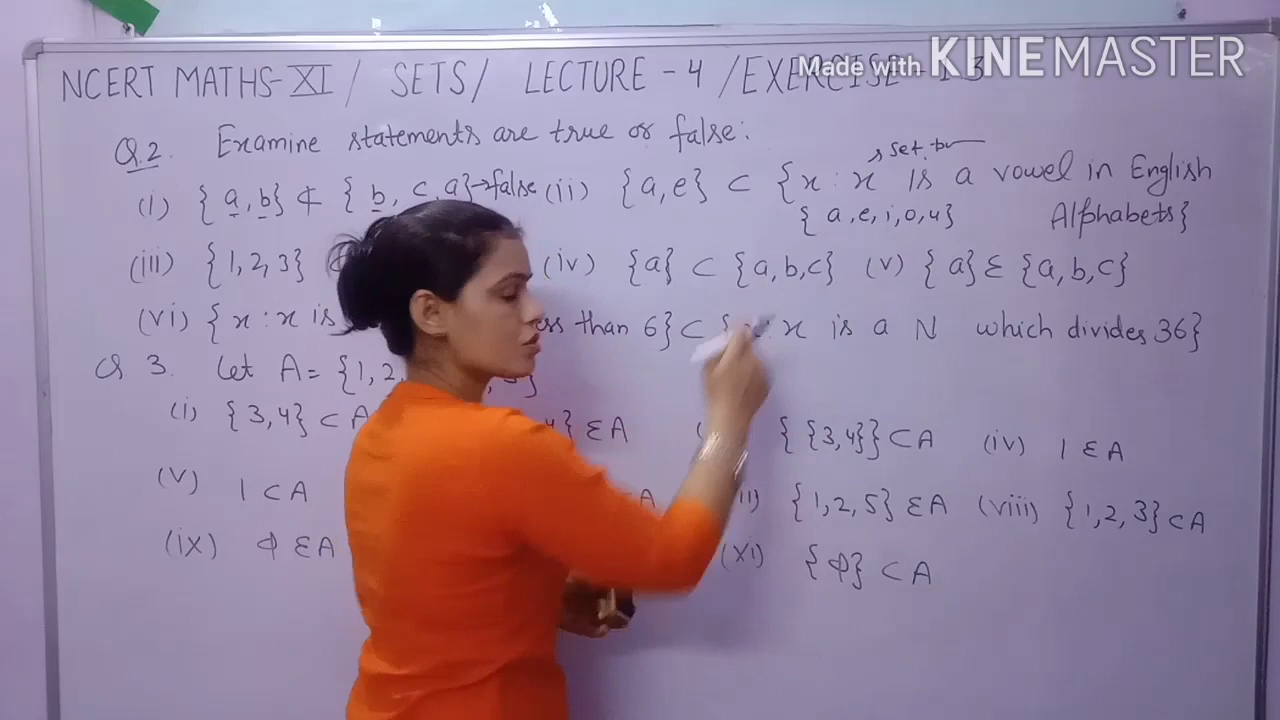 Made with KINEMASTER
NCERT MATHS-XI / SETS / LECTURE - 4 / EXERCISE - 1.3
Q.2. Examine statements are true or false:
(i) {a, b} ⊄ {b, c, a} → false (ii) {a, e} ⊂ {x : x is a vowel in English
{a, e, i, o, u} Alphabets}
(iii) {1, 2, 3} (iv) {a} ⊂ {a, b, c} (v) {a} ε {a, b, c}
(vi) {x : x is less than 6} ⊂ { x is a N which divides 36}
Q 3. Let A = {1, 2,
(i) {3, 4} ⊂ A 4} ε A {{3, 4}} ⊂ A (iv) 1 ε A
(v) 1 ⊂ A {1, 2, 5} ε A (viii) {1, 2, 3} ⊂ A
(ix) φ ε A (xi) {φ} ⊂ A